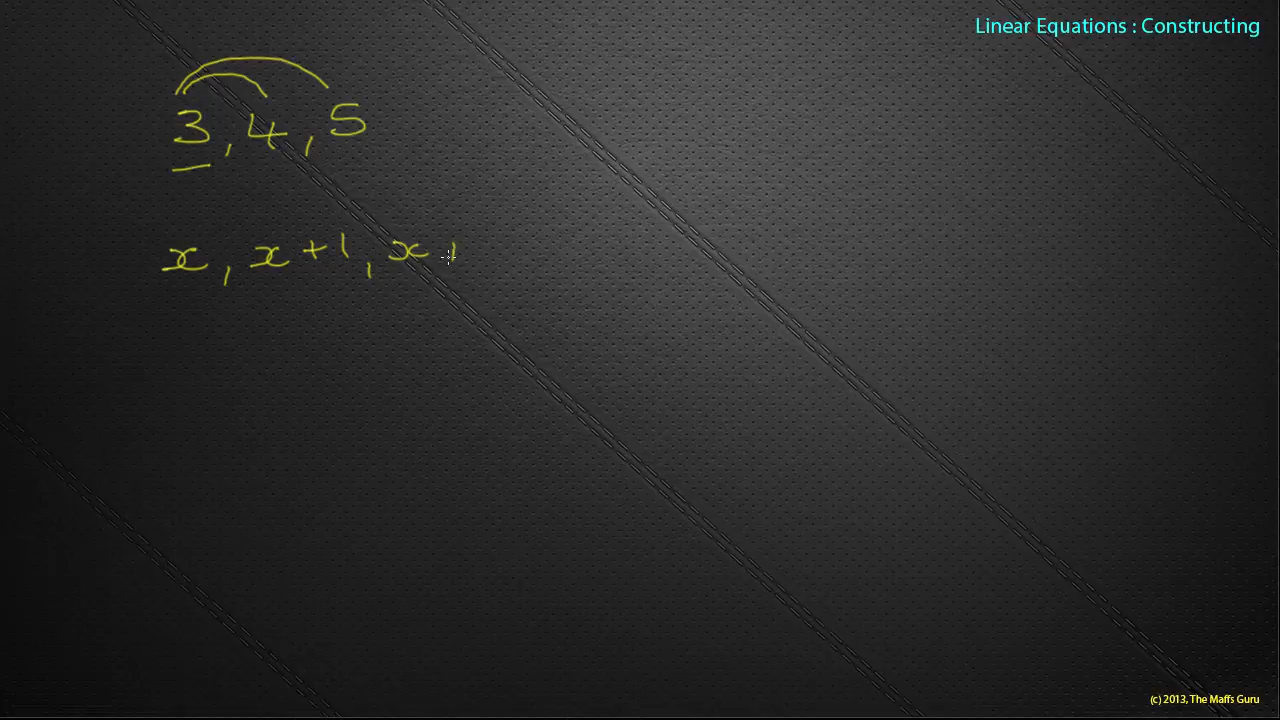 Linear Equations : Constructing
3, 4, 5
x, x+1, x+
(c) 2013, The Maffs Guru